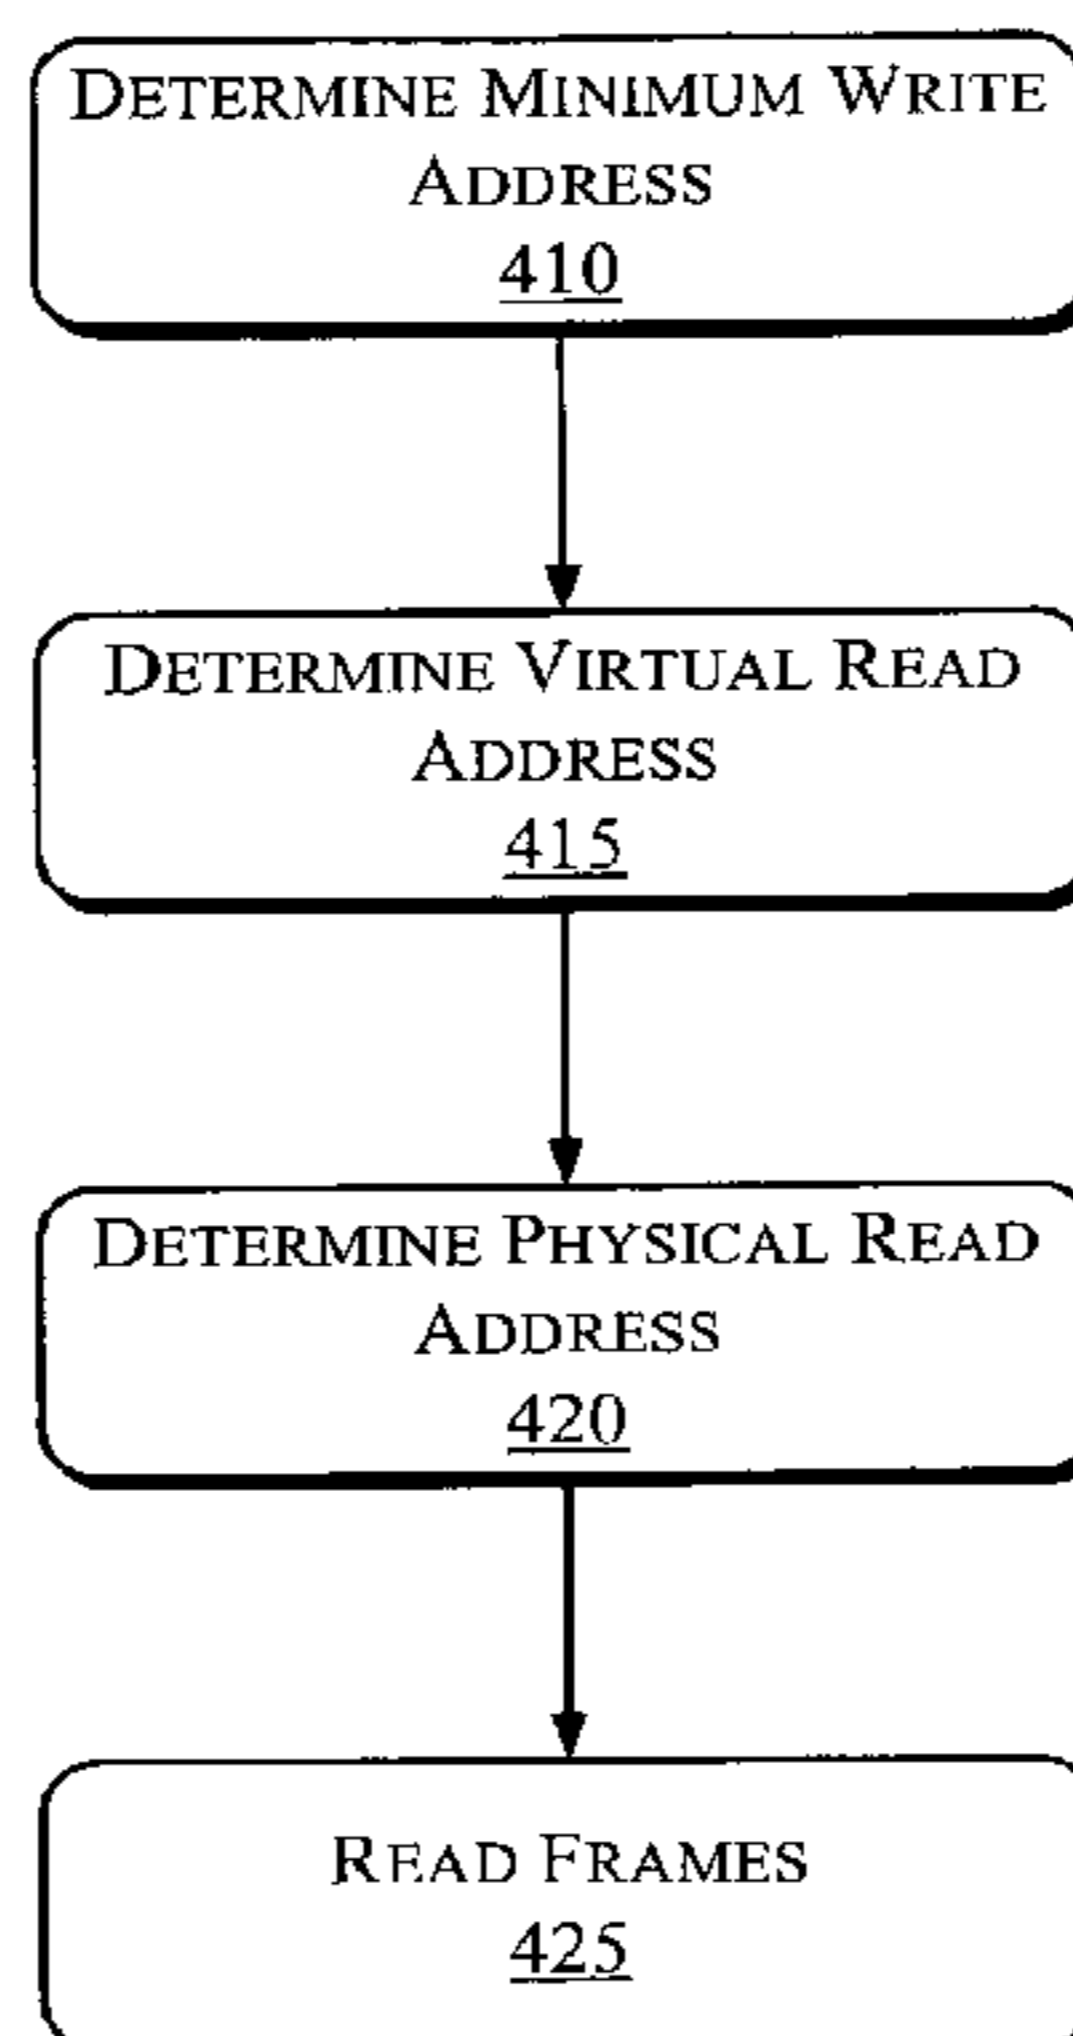 DETERMINE MINIMUM WRITE
ADDRESS
410
DETERMINE VIRTUAL READ
ADDRESS
415
DETERMINE PHYSICAL READ
ADDRESS
420
READ FRAMES
425